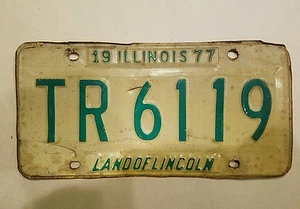 19 ILLINOIS 77
TR 6119
LAND OF LINCOLN